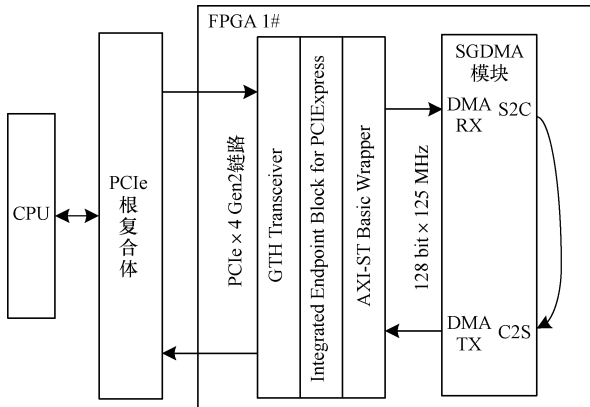 FPGA 1#
CPU
PCIe
根
复
合
体
PCIe×4 Gen2链路
GTH Transceiver
Integrated Endpoint Block for PCIExpress
AXI-ST Basic Wrapper
128 bit×125 MHz
SGDMA
模块
DMA S2C
RX
DMA C2S
TX